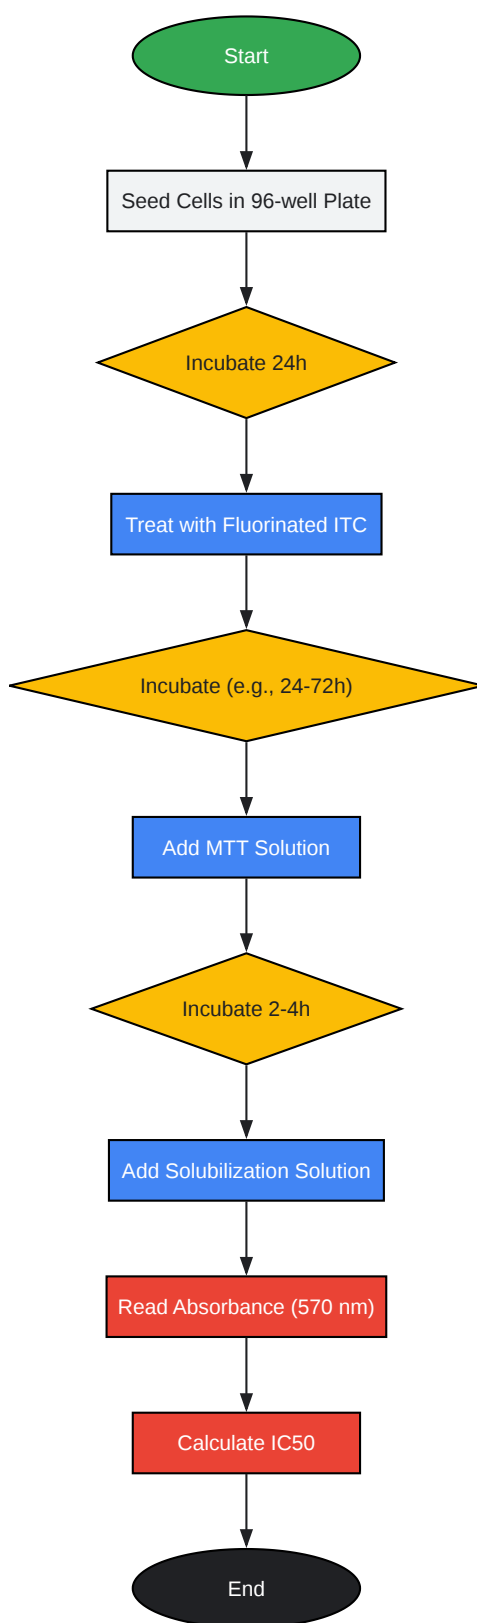 Start
Seed Cells in 96-well Plate
Incubate 24h
Treat with Fluorinated ITC
Incubate (e.g., 24-72h)
Add MTT Solution
Incubate 2-4h
Add Solubilization Solution
Read Absorbance (570 nm)
Calculate IC50
End